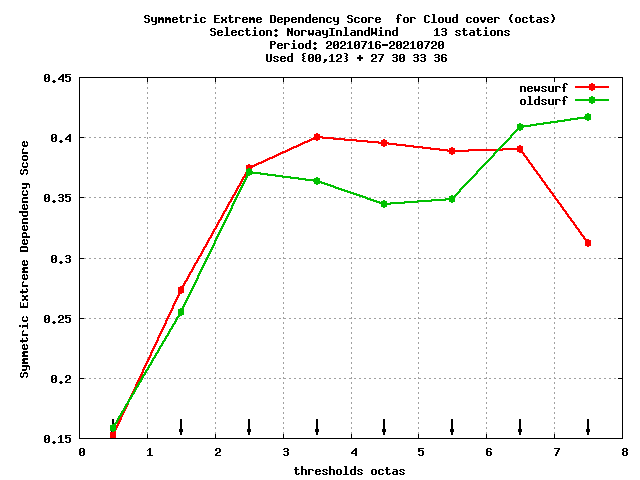 Symmetric Extreme Dependency Score  for Cloud cover (octas)
Selection: NorwayInlandWind     13 stations
Period: 20210716-20210720
Used {00,12} + 27 30 33 36
newsurf
oldsurf
Symmetric Extreme Dependency Score
0.45
0.4
0.35
0.3
0.25
0.2
0.15
0 1 2 3 4 5 6 7 8
thresholds octas